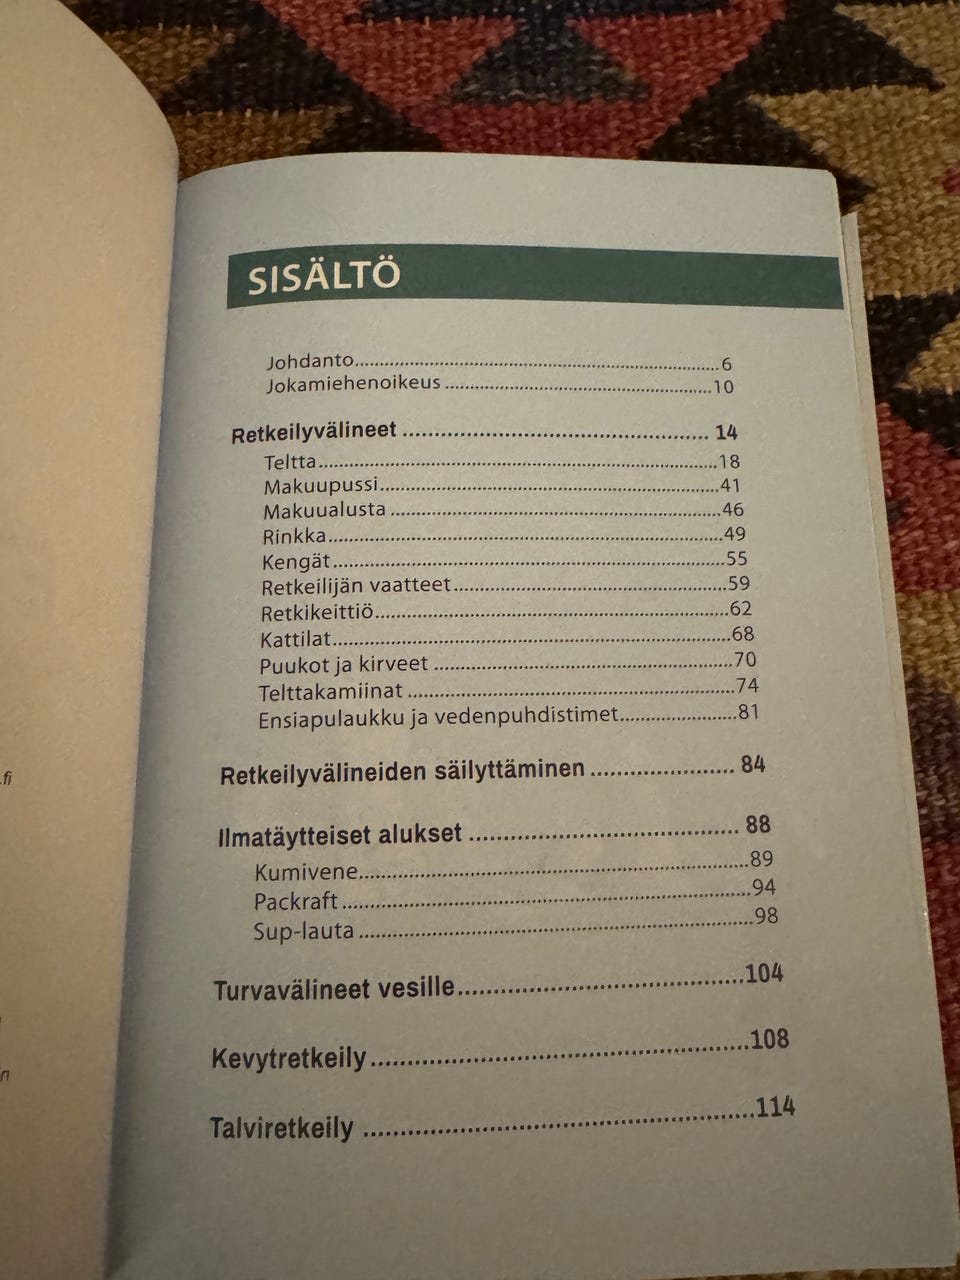 SISÄLTÖ
Johdanto....................................................................6
Jokamiehenoikeus..................................................10
Retkeilyvälineet.......................................... 14
Teltta..........................................................................18
Makuupussi..............................................................41
Makuualusta.............................................................46
Rinkka........................................................................49
Kengät.......................................................................55
Retkeilijän vaatteet..................................................59
Retkikeittiö................................................................62
Kattilat.......................................................................68
Puukot ja kirveet......................................................70
Telttakamiinat...........................................................74
Ensiapulaukku ja vedenpuhdistimet.......................81
Retkeilyvälineiden säilyttäminen.................... 84
Ilmatäytteiset alukset..................................... 88
Kumivene..................................................................89
Packraft.....................................................................94
Sup-lauta...................................................................98
Turvavälineet vesille.......................................104
Kevytretkeily...................................................108
Talviretkeily.....................................................114
.fi